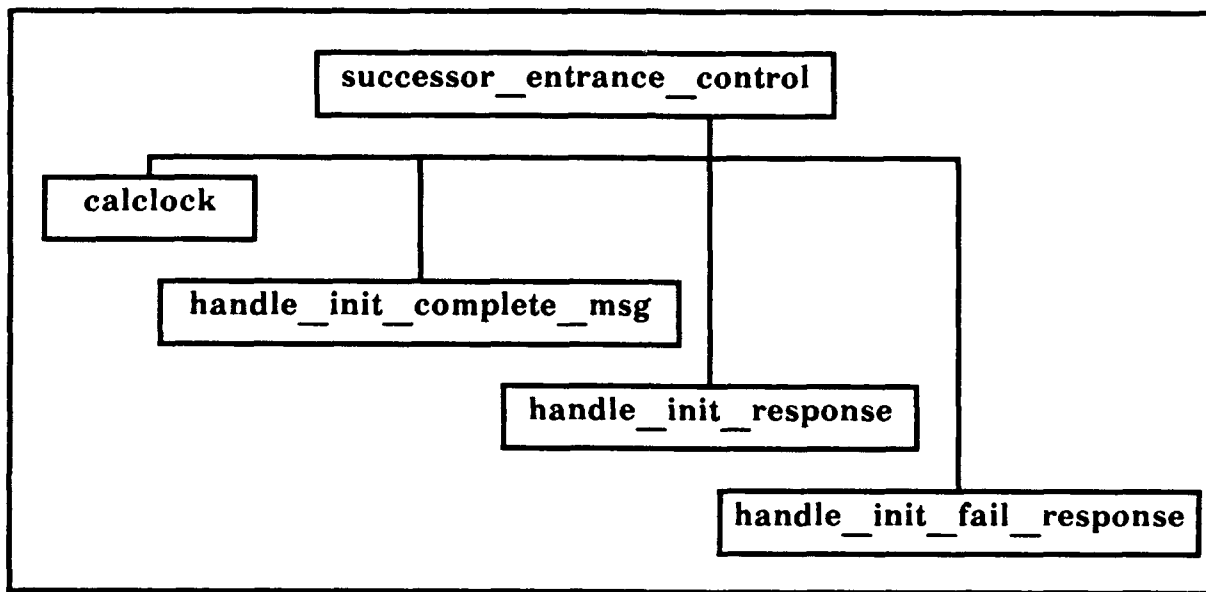 successor_entrance_control
calclock
handle_init_complete_msg
handle_init_response
handle_init_fail_response